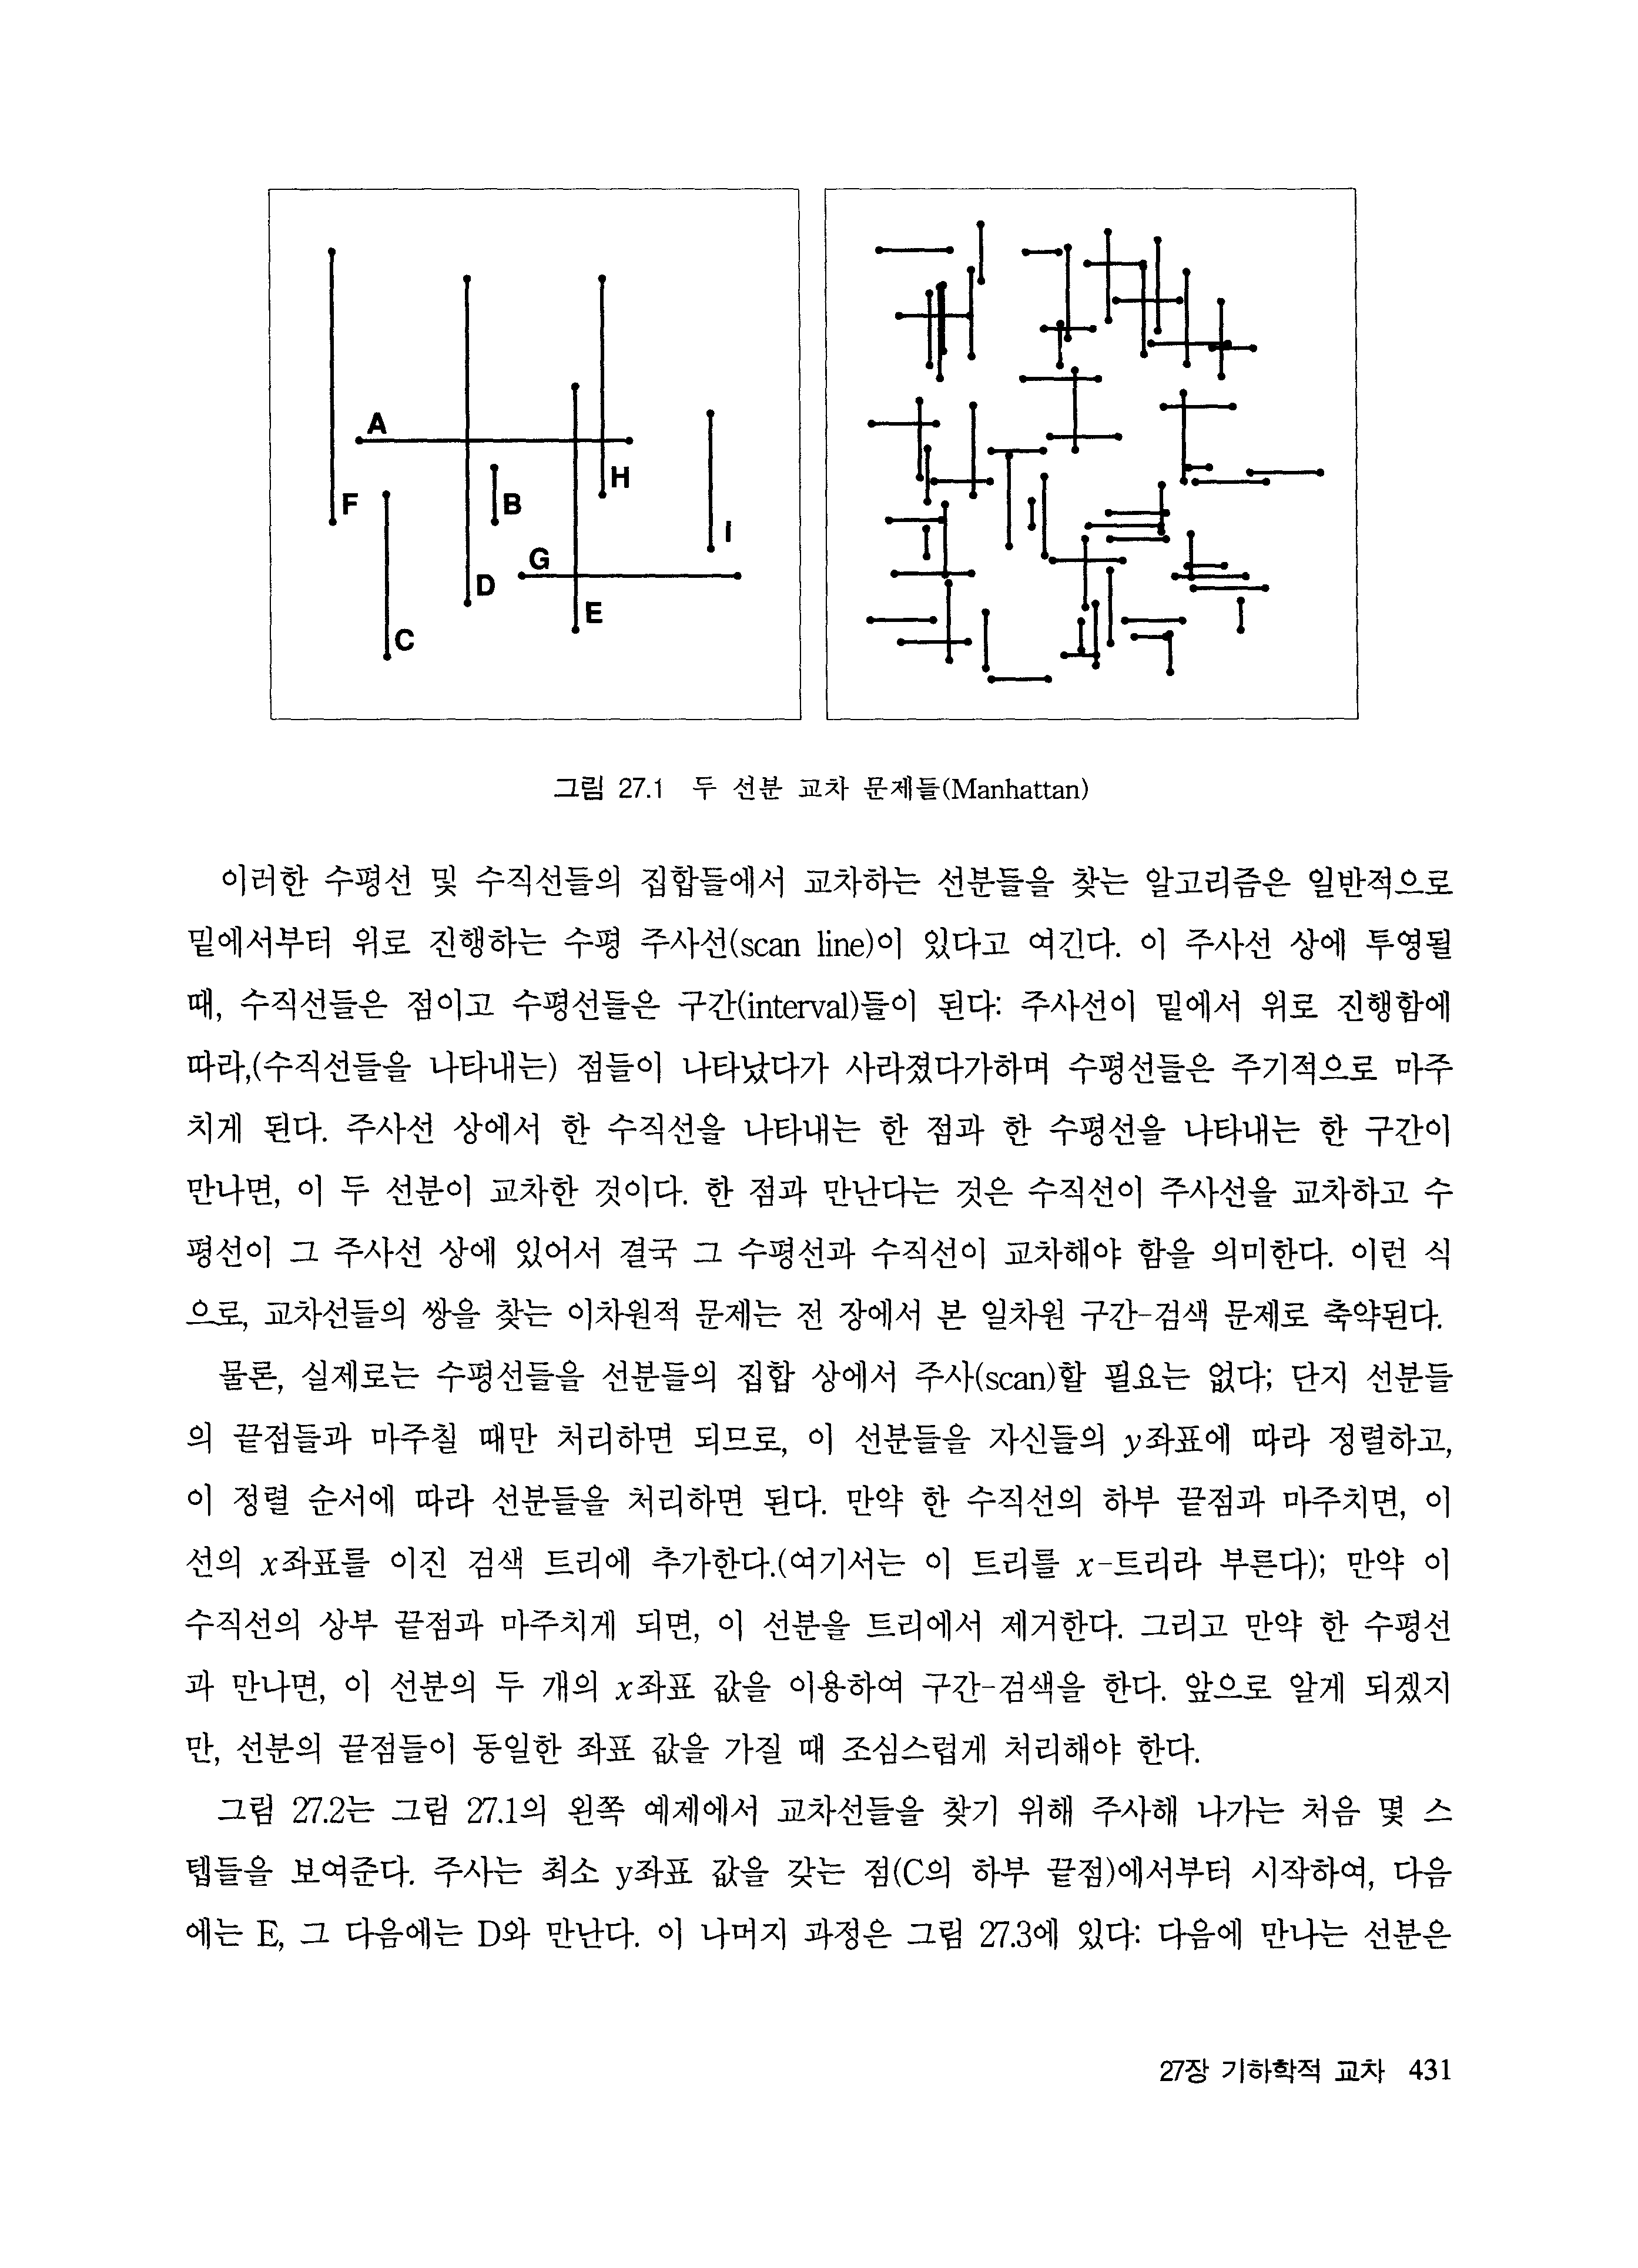 A
F
B
H
I
G
D
E
C
그림 27.1 두 선분 교차 문제들(Manhattan)
이러한 수평선 및 수직선들의 집합들에서 교차하는 선분들을 찾는 알고리즘은 일반적으로
밑에서부터 위로 진행하는 수평 주사선(scan line)이 있다고 여긴다. 이 주사선 상에 투영될
때, 수직선들은 점이고 수평선들은 구간(interval)들이 된다: 주사선이 밑에서 위로 진행함에
따라,(수직선들을 나타내는) 점들이 나타났다가 사라졌다가하며 수평선들은 주기적으로 마주
치게 된다. 주사선 상에서 한 수직선을 나타내는 한 점과 한 수평선을 나타내는 한 구간이
만나면, 이 두 선분이 교차한 것이다. 한 점과 만난다는 것은 수직선이 주사선을 교차하고 수
평선이 그 주사선 상에 있어서 결국 그 수평선과 수직선이 교차해야 함을 의미한다. 이런 식
으로, 교차선들의 쌍을 찾는 이차원적 문제는 전 장에서 본 일차원 구간-검색 문제로 축약된다.
물론, 실제로는 수평선들을 선분들의 집합 상에서 주사(scan)할 필요는 없다; 단지 선분들
의 끝점들과 마주칠 때만 처리하면 되므로, 이 선분들을 자신들의 y좌표에 따라 정렬하고,
이 정렬 순서에 따라 선분들을 처리하면 된다. 만약 한 수직선의 하부 끝점과 마주치면, 이
선의 x좌표를 이진 검색 트리에 추가한다.(여기서는 이 트리를 x-트리라 부른다); 만약 이
수직선의 상부 끝점과 마주치게 되면, 이 선분을 트리에서 제거한다. 그리고 만약 한 수평선
과 만나면, 이 선분의 두 개의 x좌표 값을 이용하여 구간-검색을 한다. 앞으로 알게 되겠지
만, 선분의 끝점들이 동일한 좌표 값을 가질 때 조심스럽게 처리해야 한다.
그림 27.2는 그림 27.1의 왼쪽 예제에서 교차선들을 찾기 위해 주사해 나가는 처음 몇 스
텝들을 보여준다. 주사는 최소 y좌표 값을 갖는 점(C의 하부 끝점)에서부터 시작하여, 다음
에는 E, 그 다음에는 D와 만난다. 이 나머지 과정은 그림 27.3에 있다: 다음에 만나는 선분은
27장 기하학적 교차 431